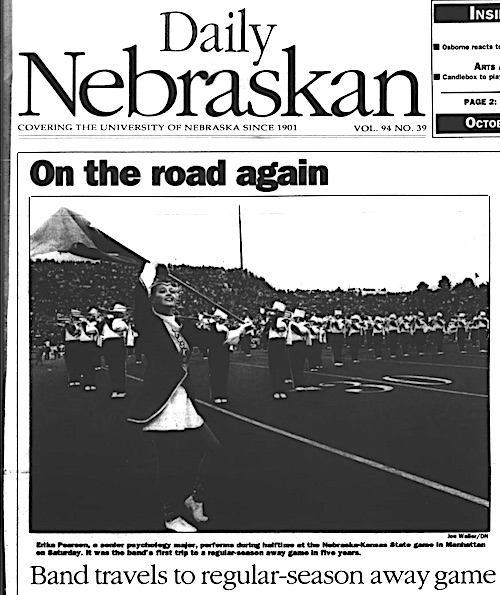 Daily
Nebraskan
COVERING THE UNIVERSITY OF NEBRASKA SINCE 1901 VOL. 94 NO. 39
INSI
Osborne reacts to
ARTS
Candlebox to play
PAGE 2:
OCTOB
On the road again
30
Joe Waller/DN
Erika Pearson, a senior psychology major, performs during halftime at the Nebraska-Kansas State game in Manhattan
on Saturday. It was the band's first trip to a regular-season away game in five years.
Band travels to regular-season away game